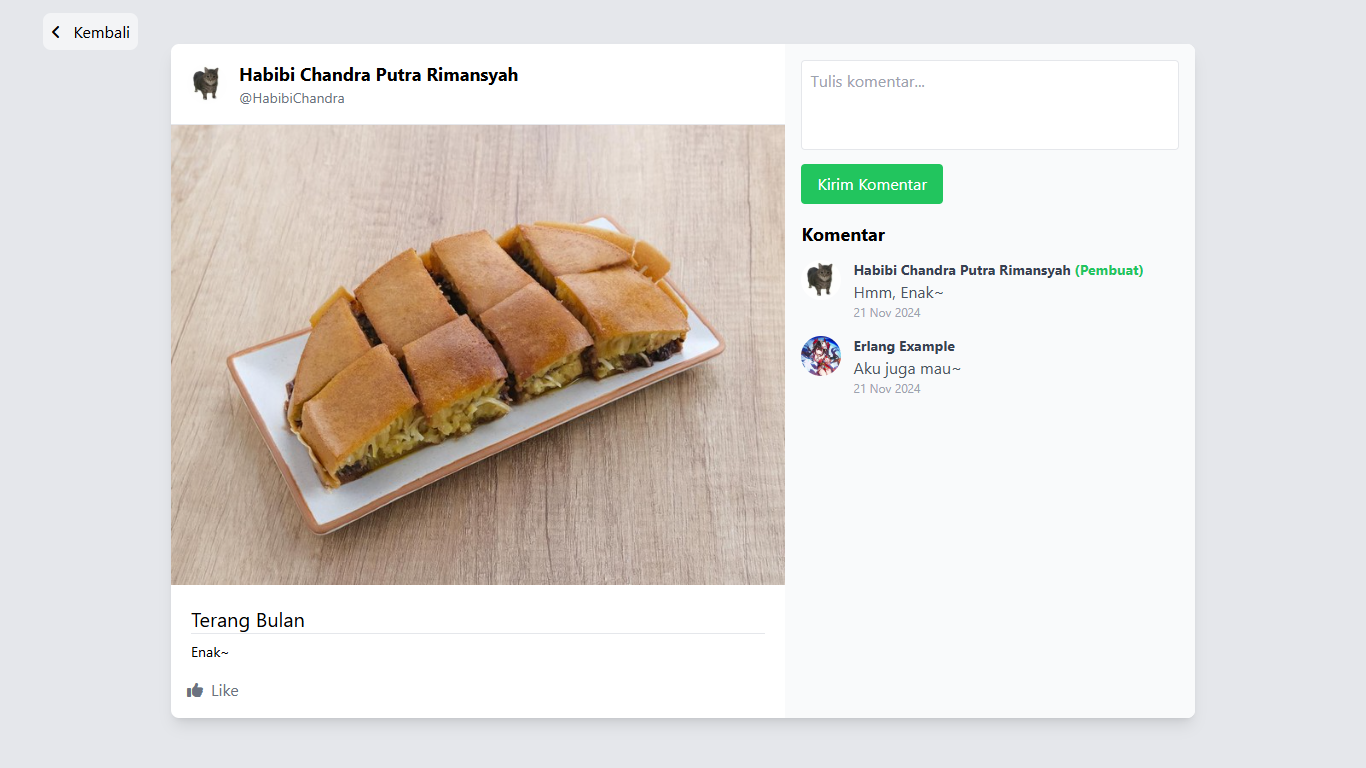 Kembali
Habibi Chandra Putra Rimansyah
@HabibiChandra
Terang Bulan
Enak~
Like
Tulis komentar...
Kirim Komentar
Komentar
Habibi Chandra Putra Rimansyah (Pembuat)
Hmm, Enak~
21 Nov 2024
Erlang Example
Aku juga mau~
21 Nov 2024